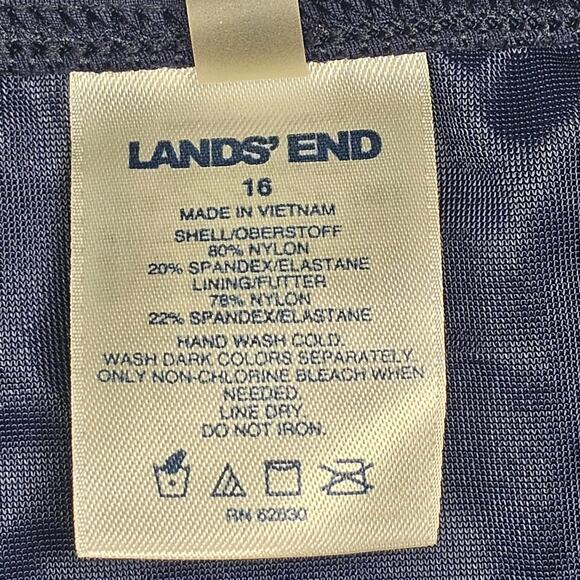 LANDS' END
16
MADE IN VIETNAM
SHELL/OBERSTOFF
80% NYLON
20% SPANDEX/ELASTANE
LINING/FUTTER
78% NYLON
22% SPANDEX/ELASTANE
HAND WASH COLD.
WASH DARK COLORS SEPARATELY.
ONLY NON-CHLORINE BLEACH WHEN
NEEDED.
LINE DRY.
DO NOT IRON.
RN 62830